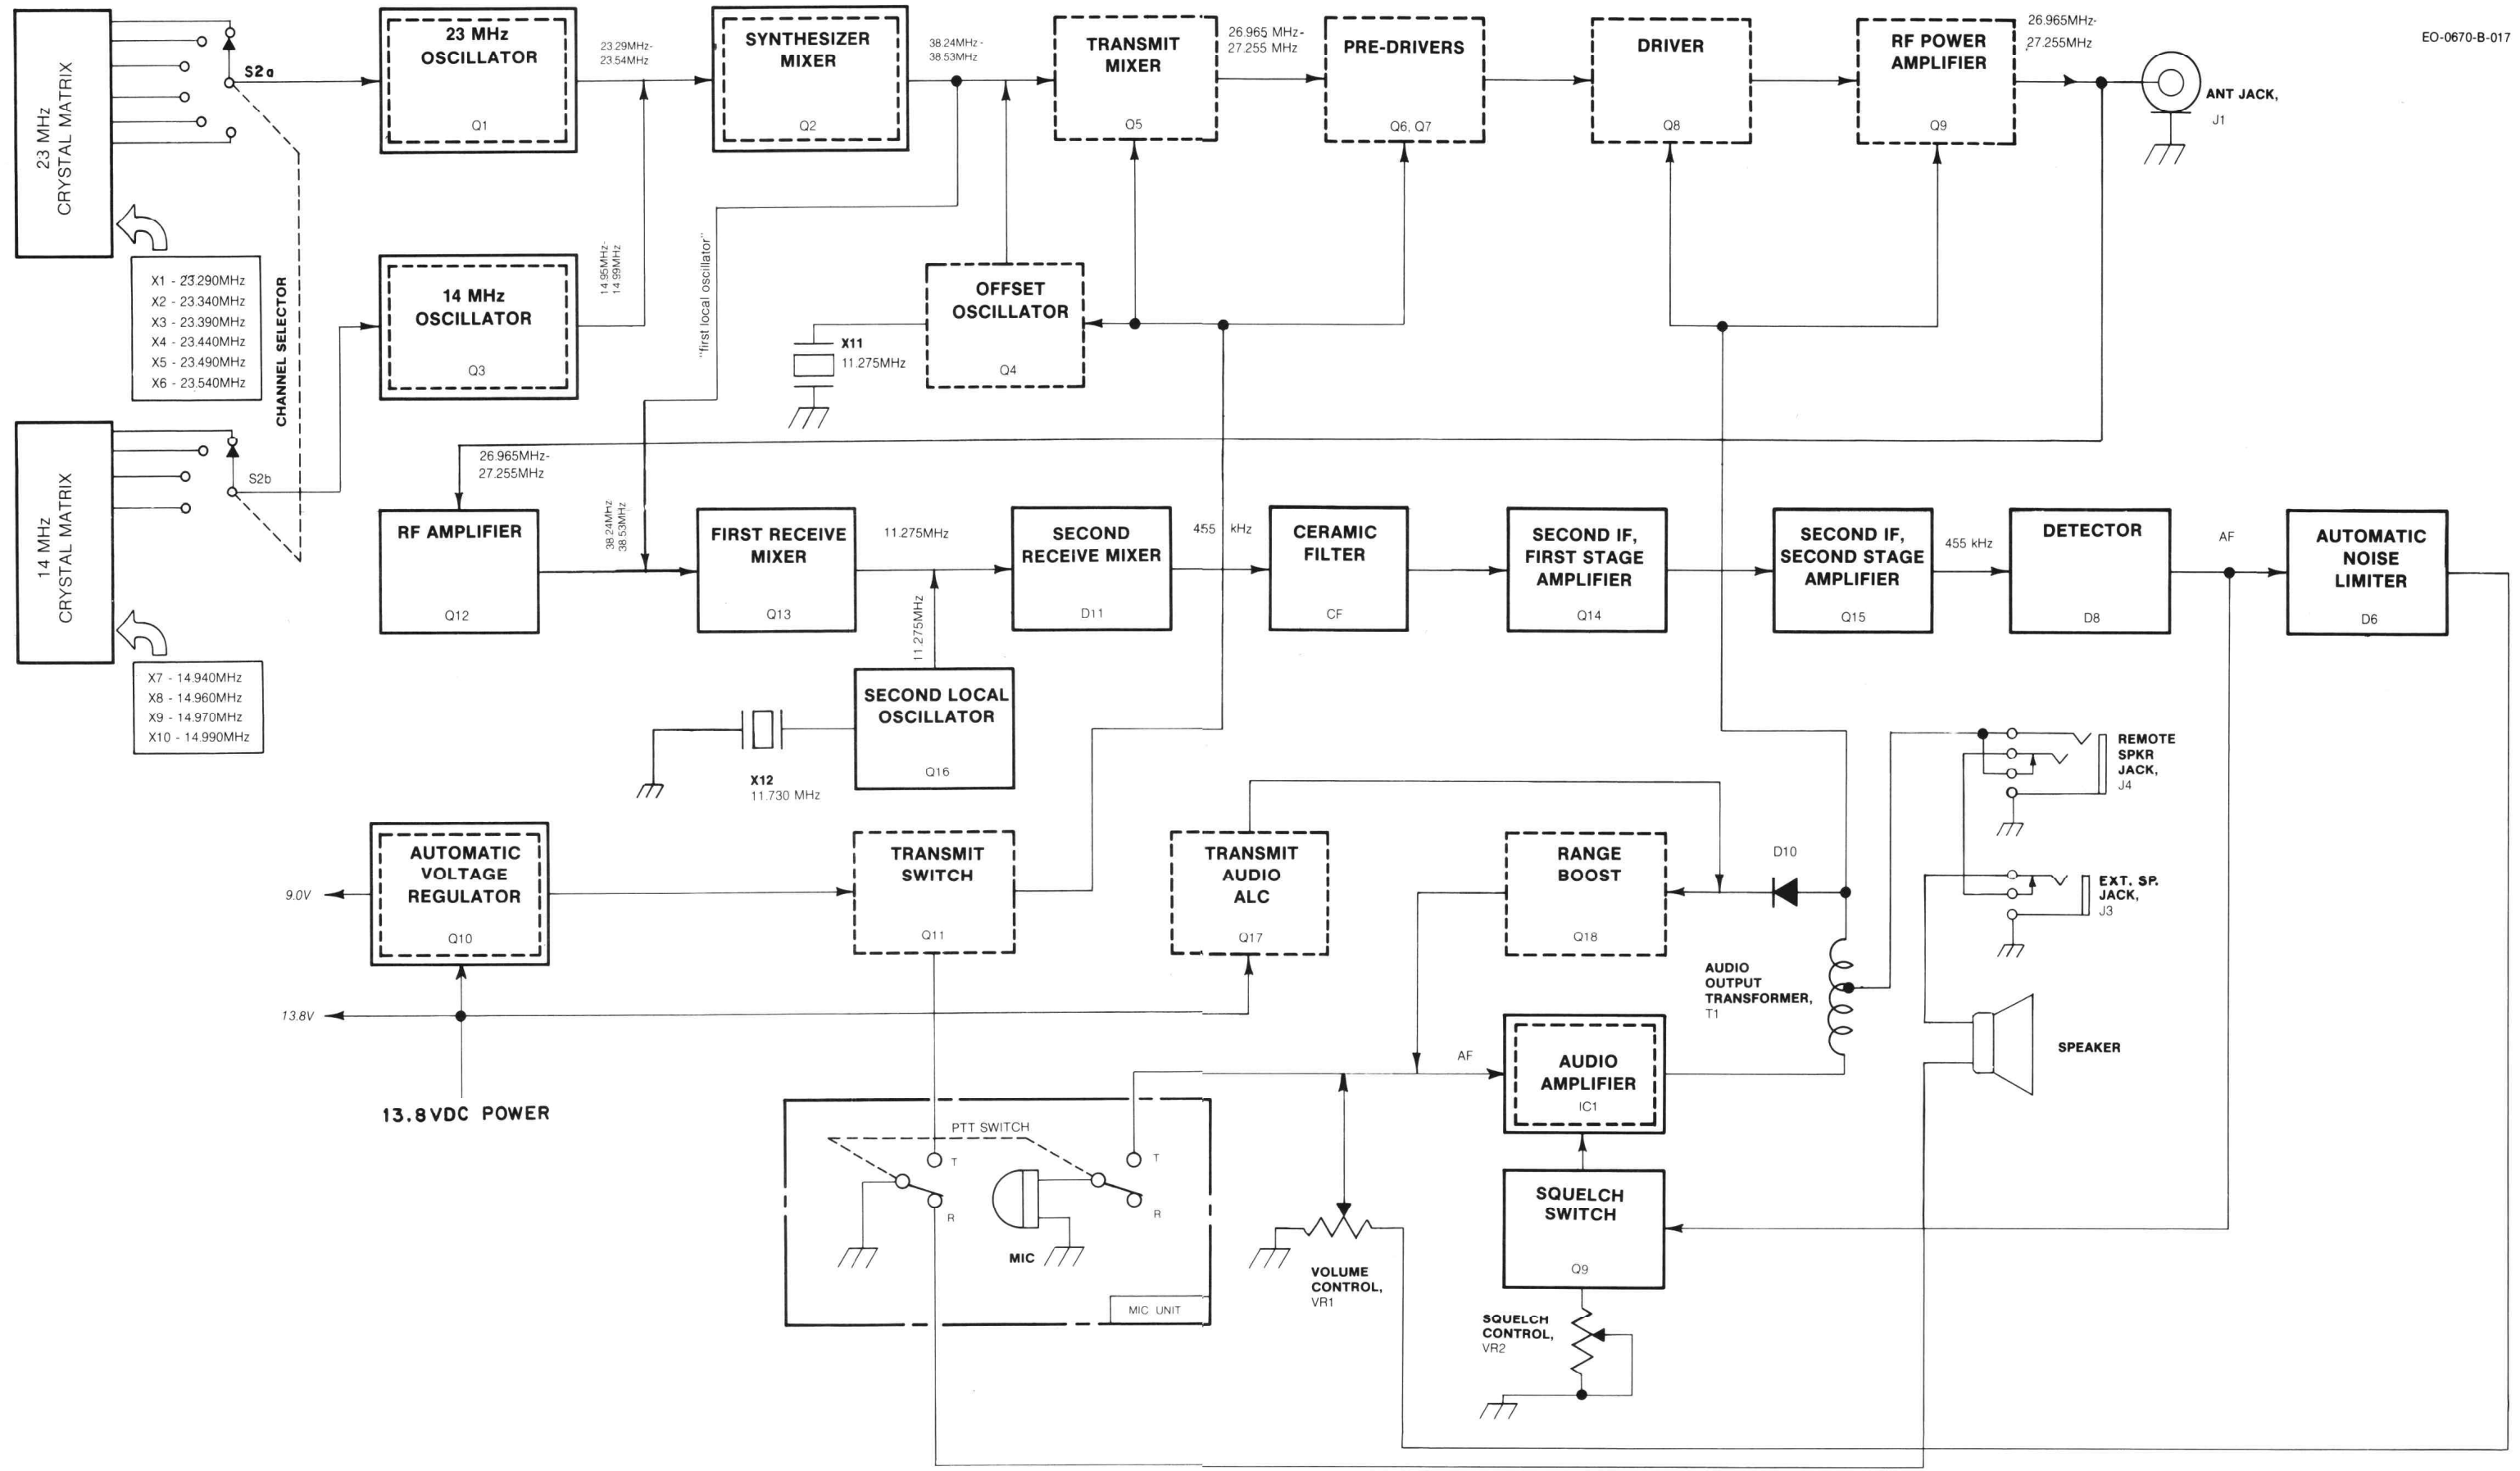 EO-0670-B-017
23 MHz
CRYSTAL MATRIX
S2a
23 MHz
OSCILLATOR
Q1
23.29MHz-
23.54MHz
SYNTHESIZER
MIXER
Q2
38.24MHz -
38.53MHz
TRANSMIT
MIXER
Q5
26.965 MHz-
27.255 MHz
PRE-DRIVERS
Q6, Q7
DRIVER
Q8
RF POWER
AMPLIFIER
Q9
26.965MHz-
27.255MHz
ANT JACK,
J1
X1 - 23.290MHz
X2 - 23.340MHz
X3 - 23.390MHz
X4 - 23.440MHz
X5 - 23.490MHz
X6 - 23.540MHz
CHANNEL SELECTOR
14 MHz
OSCILLATOR
Q3
14.95MHz-
14.99MHz
"first local oscillator"
OFFSET
OSCILLATOR
Q4
X11
11.275MHz
14 MHz
CRYSTAL MATRIX
S2b
X7 - 14.940MHz
X8 - 14.960MHz
X9 - 14.970MHz
X10 - 14.990MHz
26.965MHz-
27.255MHz
RF AMPLIFIER
Q12
38.24MHz
38.53MHz
FIRST RECEIVE
MIXER
Q13
11.275MHz
SECOND
RECEIVE MIXER
D11
455 kHz
CERAMIC
FILTER
CF
SECOND IF,
FIRST STAGE
AMPLIFIER
Q14
SECOND IF,
SECOND STAGE
AMPLIFIER
Q15
455 kHz
DETECTOR
D8
AF
AUTOMATIC
NOISE
LIMITER
D6
11.275MHz
SECOND LOCAL
OSCILLATOR
Q16
X12
11.730 MHz
REMOTE
SPKR
JACK,
J4
AUTOMATIC
VOLTAGE
REGULATOR
Q10
9.0V
13.8V
13.8VDC POWER
TRANSMIT
SWITCH
Q11
TRANSMIT
AUDIO
ALC
Q17
RANGE
BOOST
Q18
D10
EXT. SP.
JACK,
J3
AUDIO
OUTPUT
TRANSFORMER,
T1
SPEAKER
AF
AUDIO
AMPLIFIER
IC1
PTT SWITCH
T
R
T
R
MIC
MIC UNIT
VOLUME
CONTROL,
VR1
SQUELCH
SWITCH
Q9
SQUELCH
CONTROL,
VR2